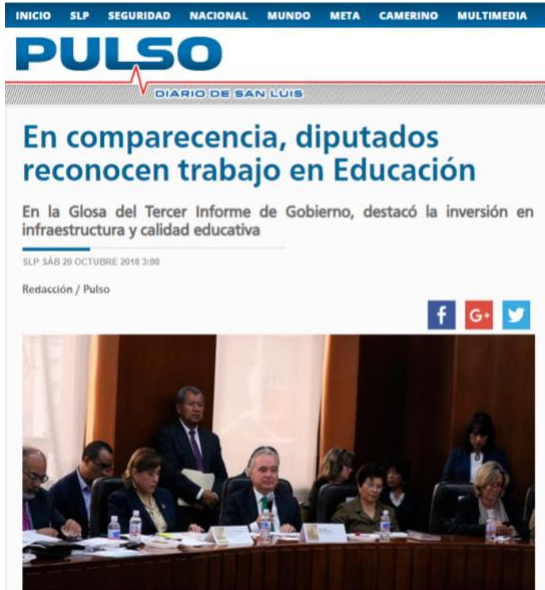 INICIO SLP SEGURIDAD NACIONAL MUNDO META CAMERINO MULTIMEDIA
PULSO
DIARIO DE SAN LUIS
En comparecencia, diputados
reconocen trabajo en Educación
En la Glosa del Tercer Informe de Gobierno, destacó la inversión en
infraestructura y calidad educativa
SLP SÁB 20 OCTUBRE 2018 3:00
Redacción / Pulso
f G+